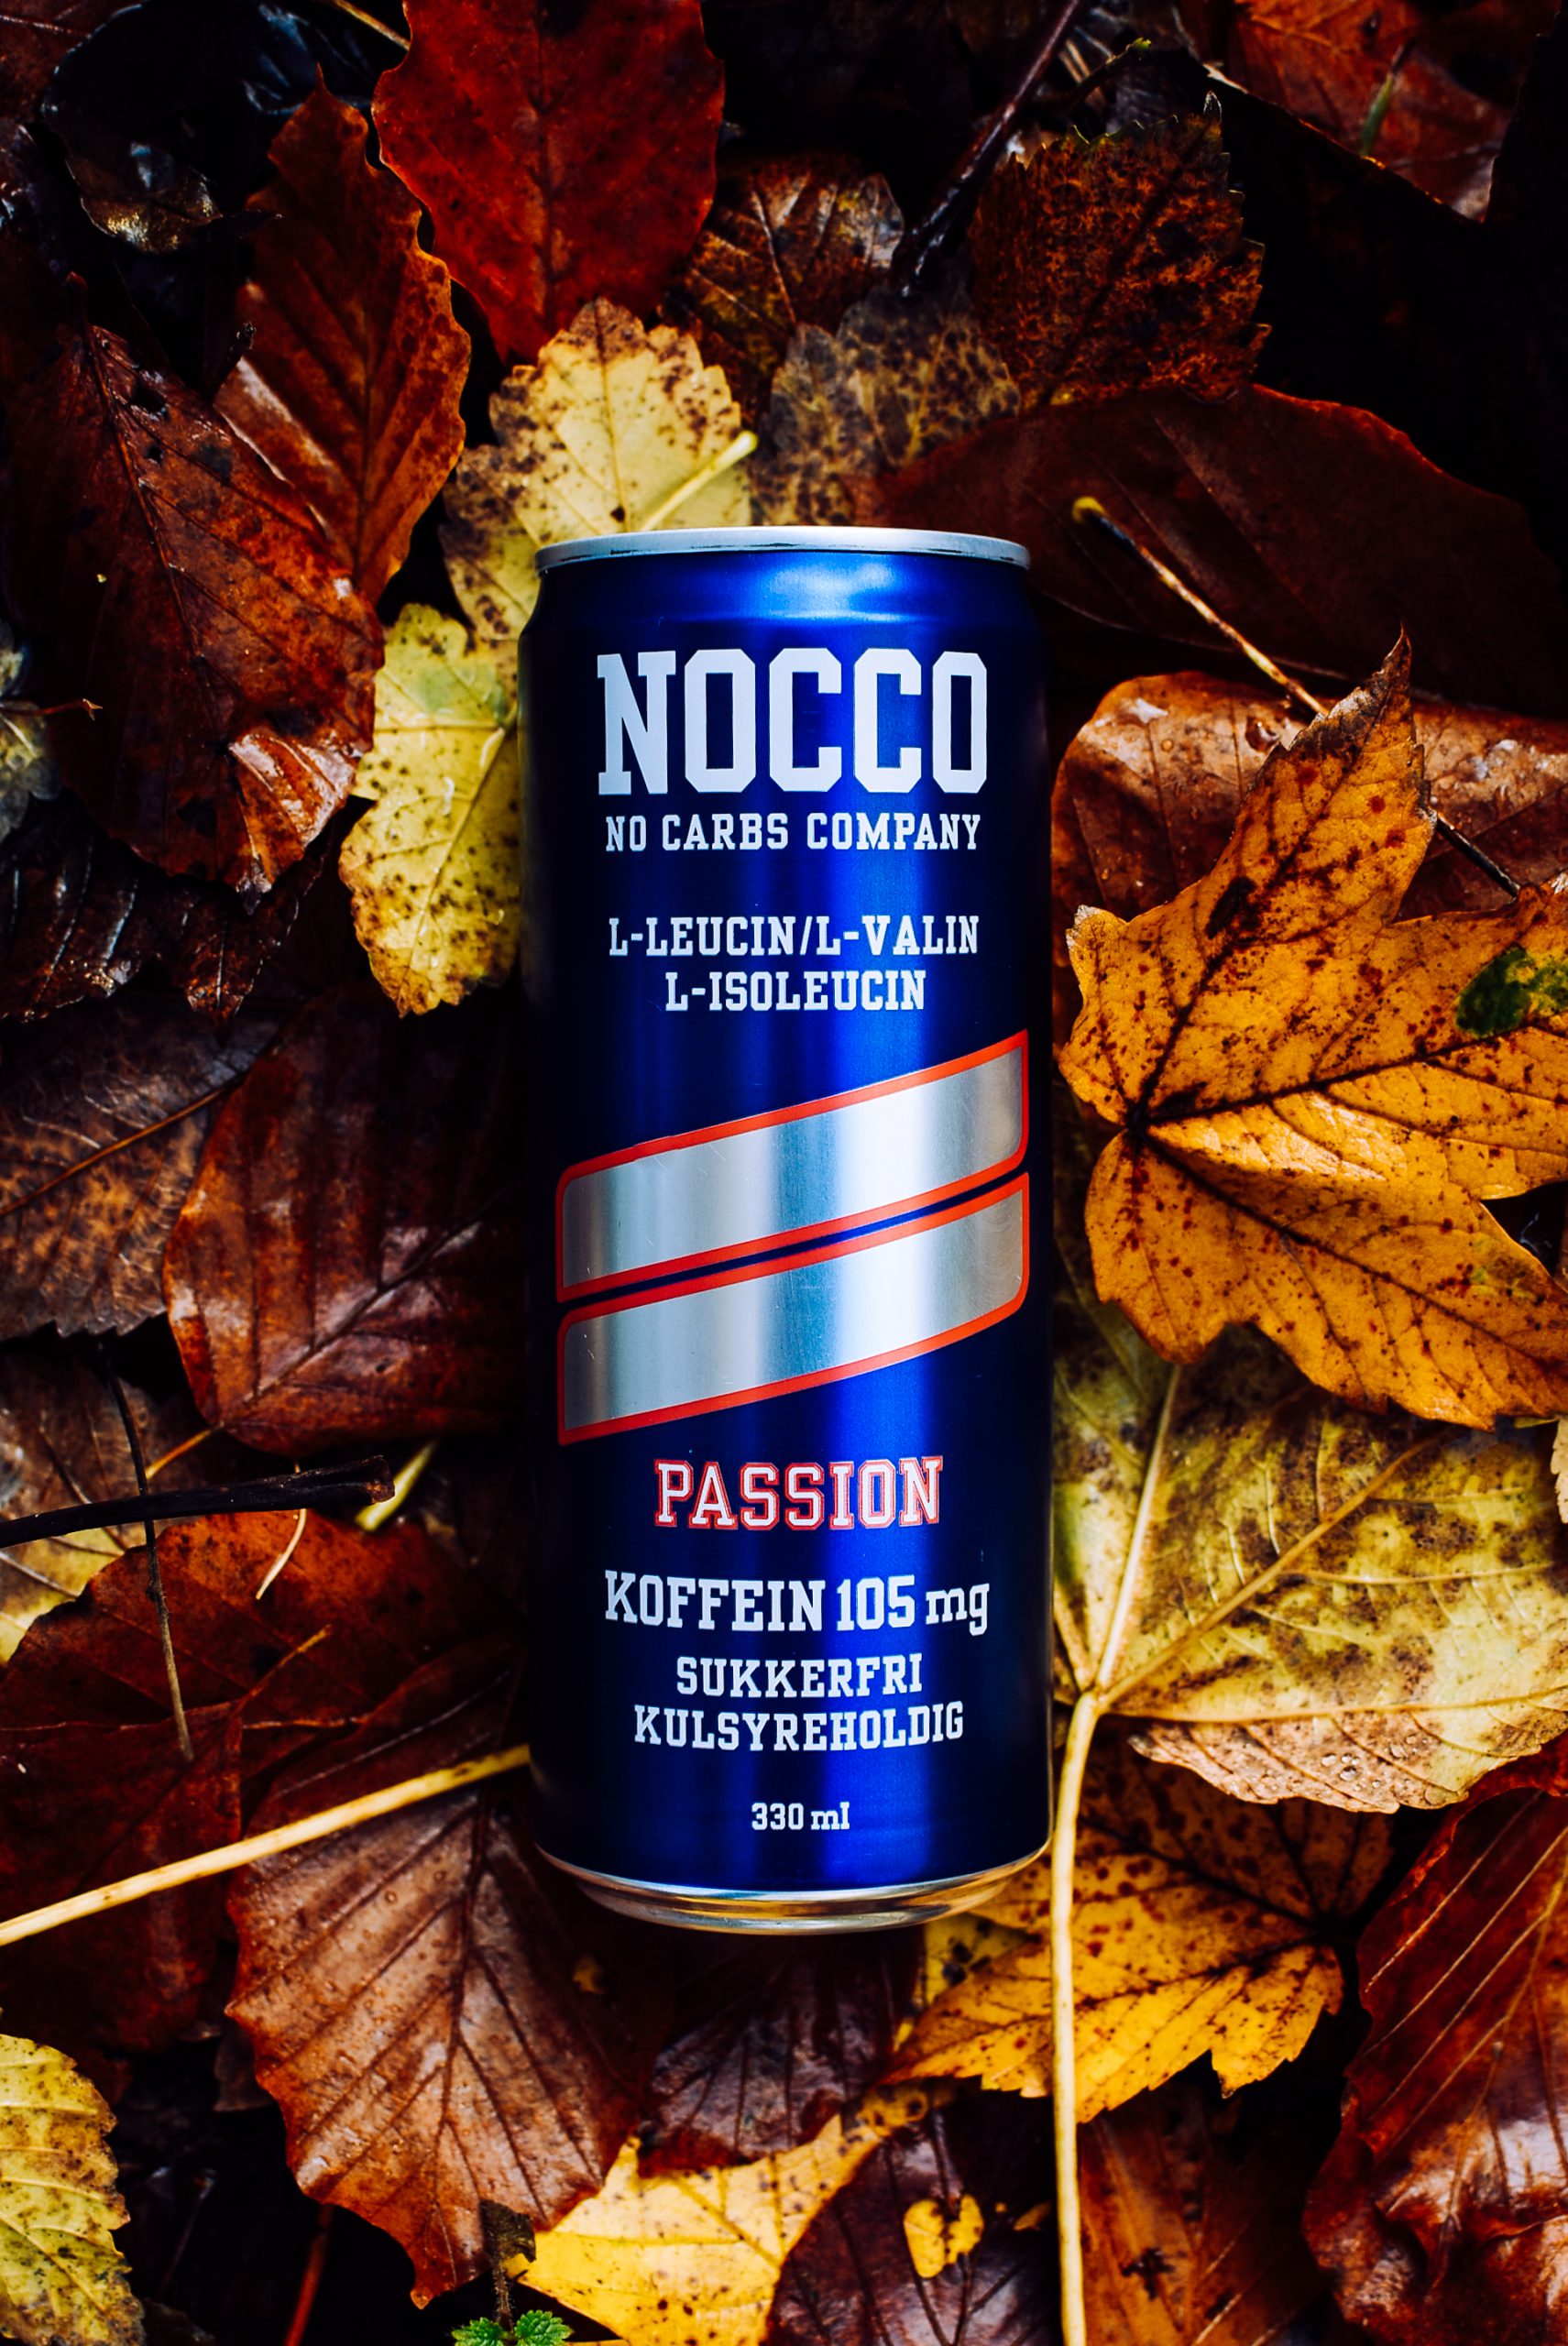 NOCCO
NO CARBS COMPANY
L-LEUCIN/L-VALIN
L-ISOLEUCIN
PASSION
KOFFEIN 105 mg
SUKKERFRI
KULSYREHOLDIG
330 ml